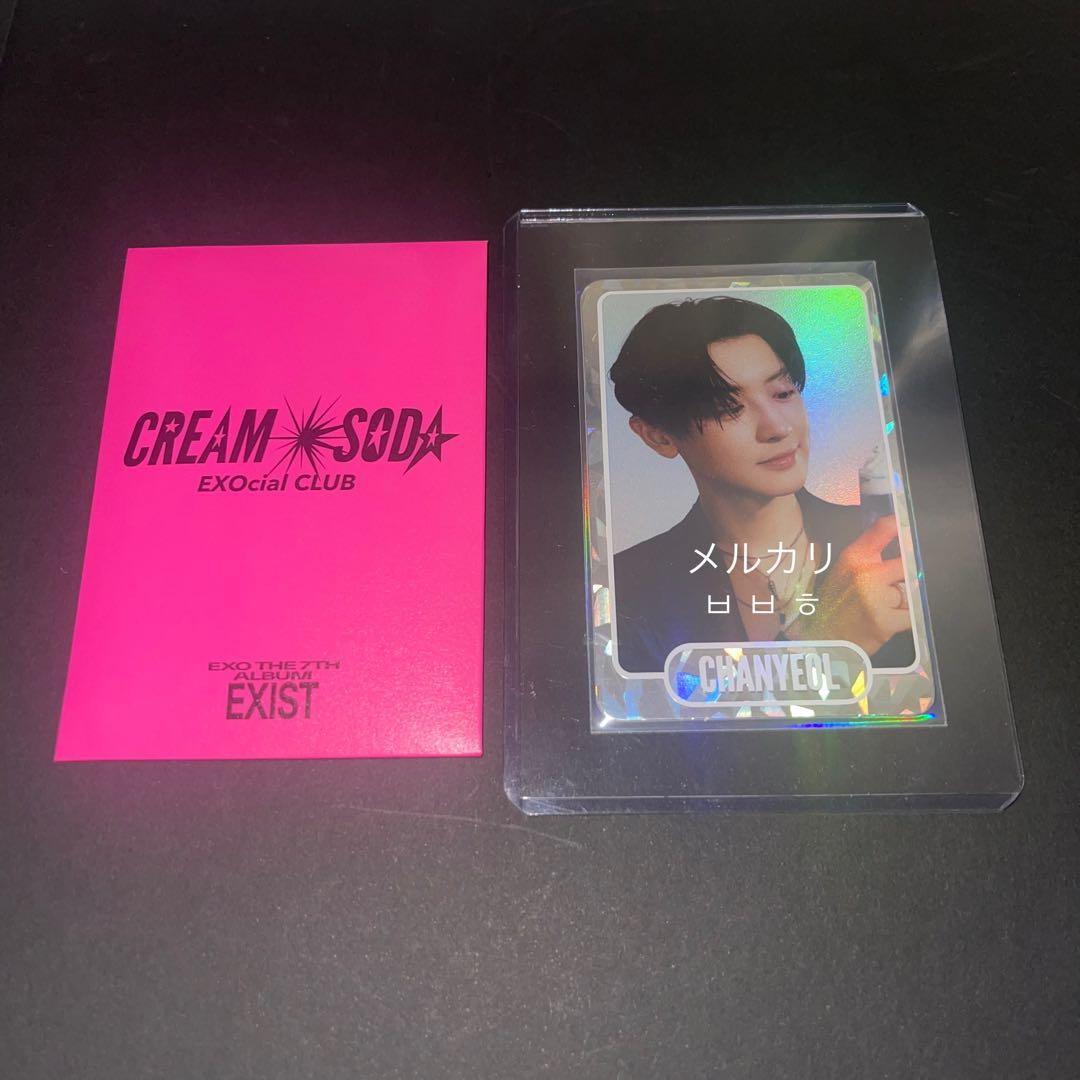 CREAM SODA
EXOcial CLUB
EXO THE 7TH
ALBUM
EXIST
メルカリ
ㅂㅂㅎ
CHANYEOL